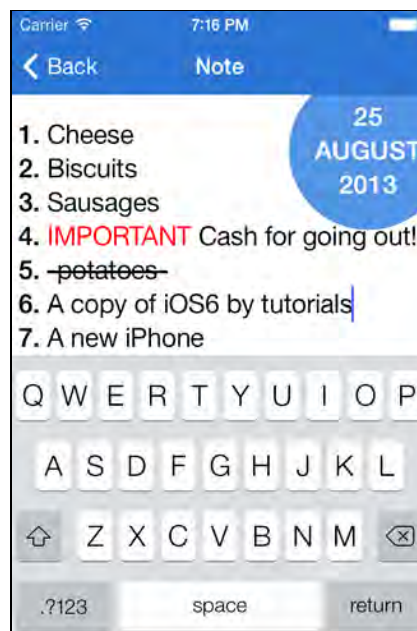 Carrier 7:16 PM
Back Note
25
AUGUST
2013
1. Cheese
2. Biscuits
3. Sausages
4. IMPORTANT Cash for going out!
5. -potatoes-
6. A copy of iOS6 by tutorials
7. A new iPhone
Q W E R T Y U I O P
A S D F G H J K L
Z X C V B N M
.?123 space return